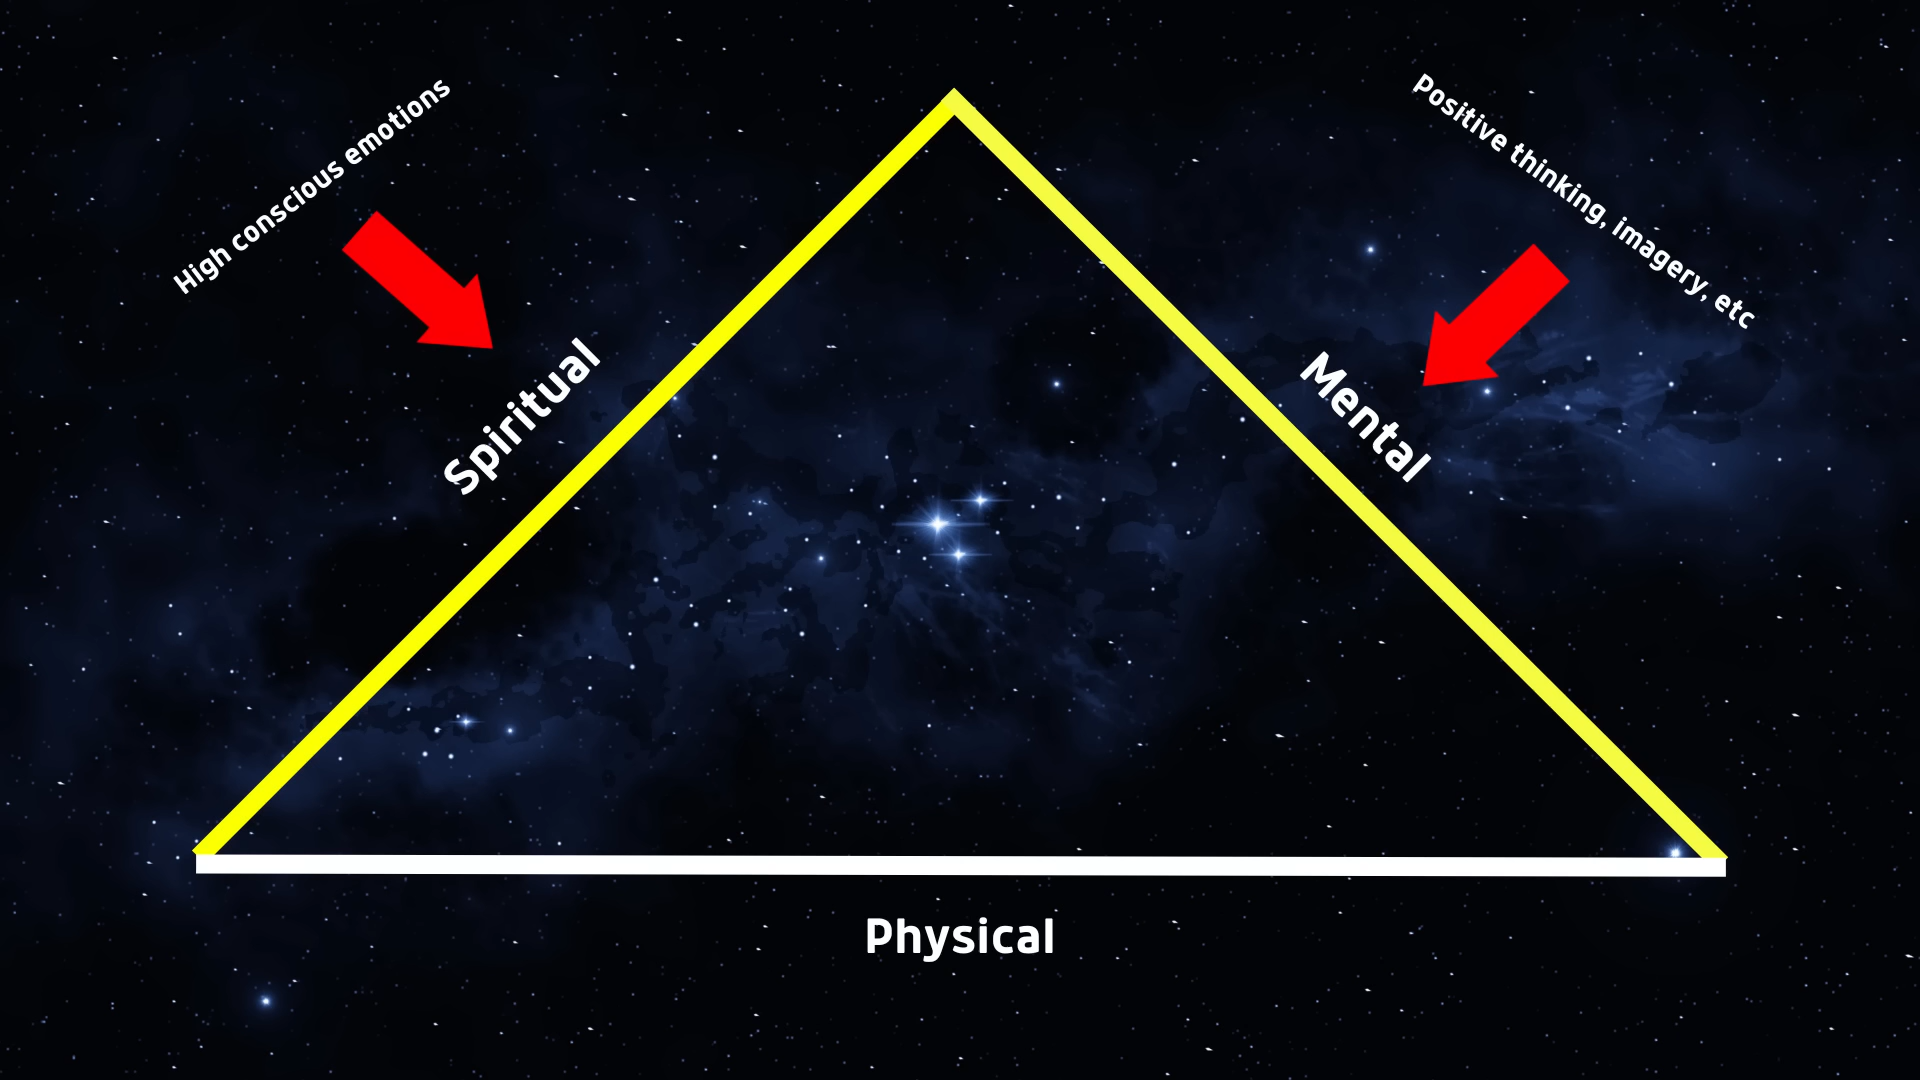 High conscious emotions
Positive thinking, imagery, etc
Spiritual
Mental
Physical